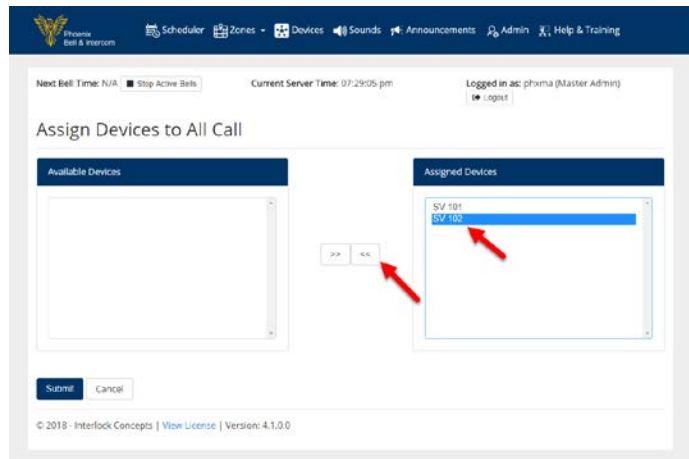 Phoenix
Bell & Intercom
Scheduler Zones Devices Sounds Announcements Admin Help & Training
Next Bell Time: N/A Stop Active Bells Current Server Time: 07:29:05 pm Logged in as: phxma (Master Admin)
Logout
Assign Devices to All Call
Available Devices Assigned Devices
SV 101
SV 102
>> <<
Submit Cancel
© 2018 - Interlock Concepts | View License | Version: 4.1.0.0